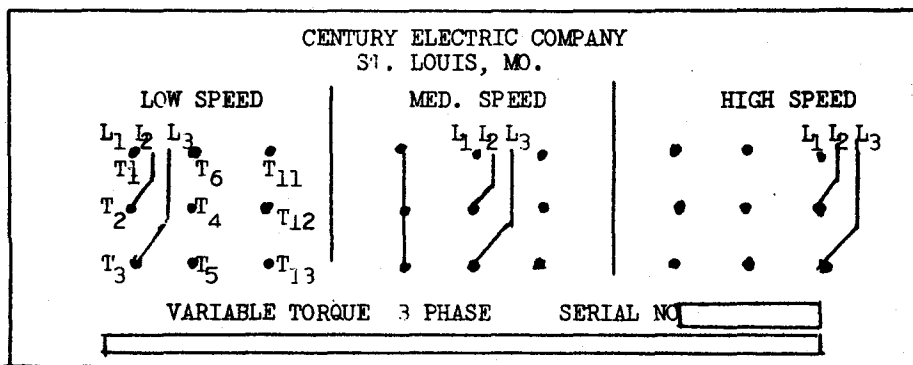 CENTURY ELECTRIC COMPANY
ST. LOUIS, MO.
LOW SPEED MED. SPEED HIGH SPEED
L1 L2 L3 L1 L2 L3 L1 L2 L3
T1 T6 T11
T2 T4 T12
T3 T5 T13
VARIABLE TORQUE 3 PHASE SERIAL NO